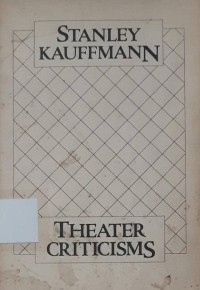 STANLEY
KAUFFMANN
THEATER
CRITICISMS